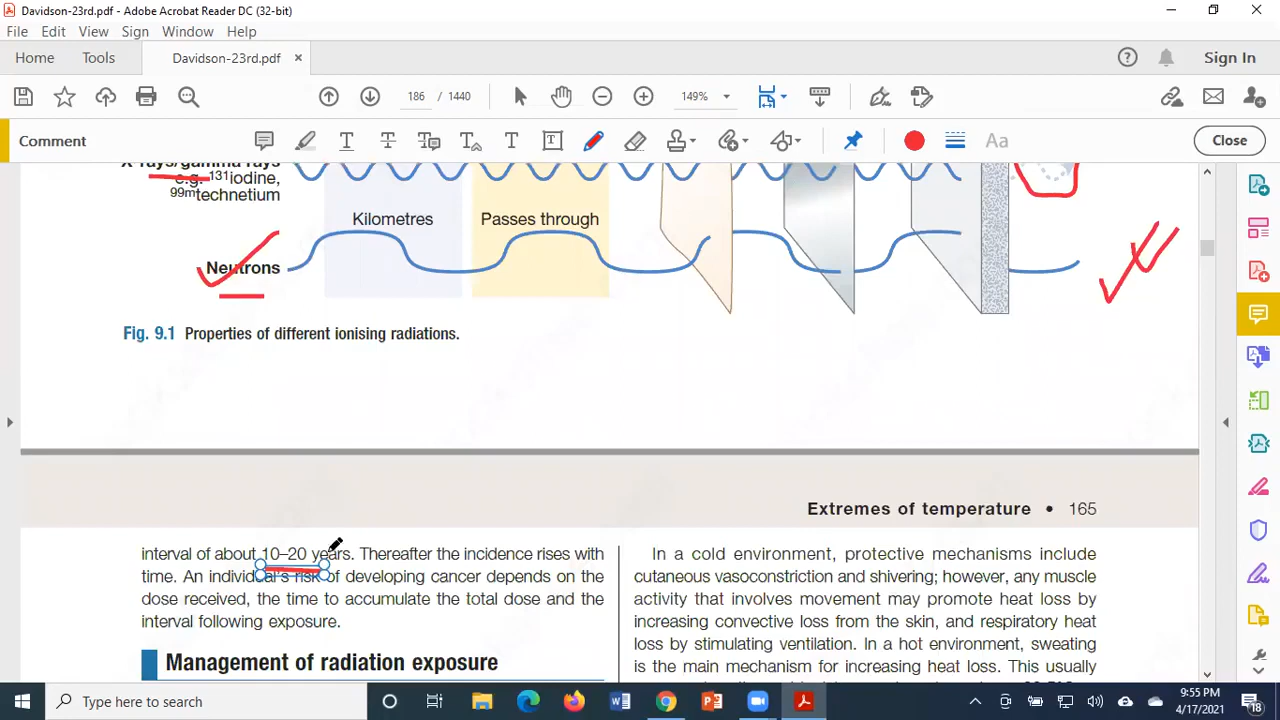 Davidson-23rd.pdf - Adobe Acrobat Reader DC (32-bit)
File Edit View Sign Window Help
Home Tools Davidson-23rd.pdf × Sign In
186 / 1440 149%
Comment Aa Close
X-rays/gamma rays
e.g. 131iodine,
99mtechnetium
Kilometres Passes through
Neutrons
Fig. 9.1 Properties of different ionising radiations.
Extremes of temperature • 165
interval of about 10–20 years. Thereafter the incidence rises with
time. An individual's risk of developing cancer depends on the
dose received, the time to accumulate the total dose and the
interval following exposure.
Management of radiation exposure
In a cold environment, protective mechanisms include
cutaneous vasoconstriction and shivering; however, any muscle
activity that involves movement may promote heat loss by
increasing convective loss from the skin, and respiratory heat
loss by stimulating ventilation. In a hot environment, sweating
is the main mechanism for increasing heat loss. This usually
Type here to search
9:55 PM
4/17/2021
18